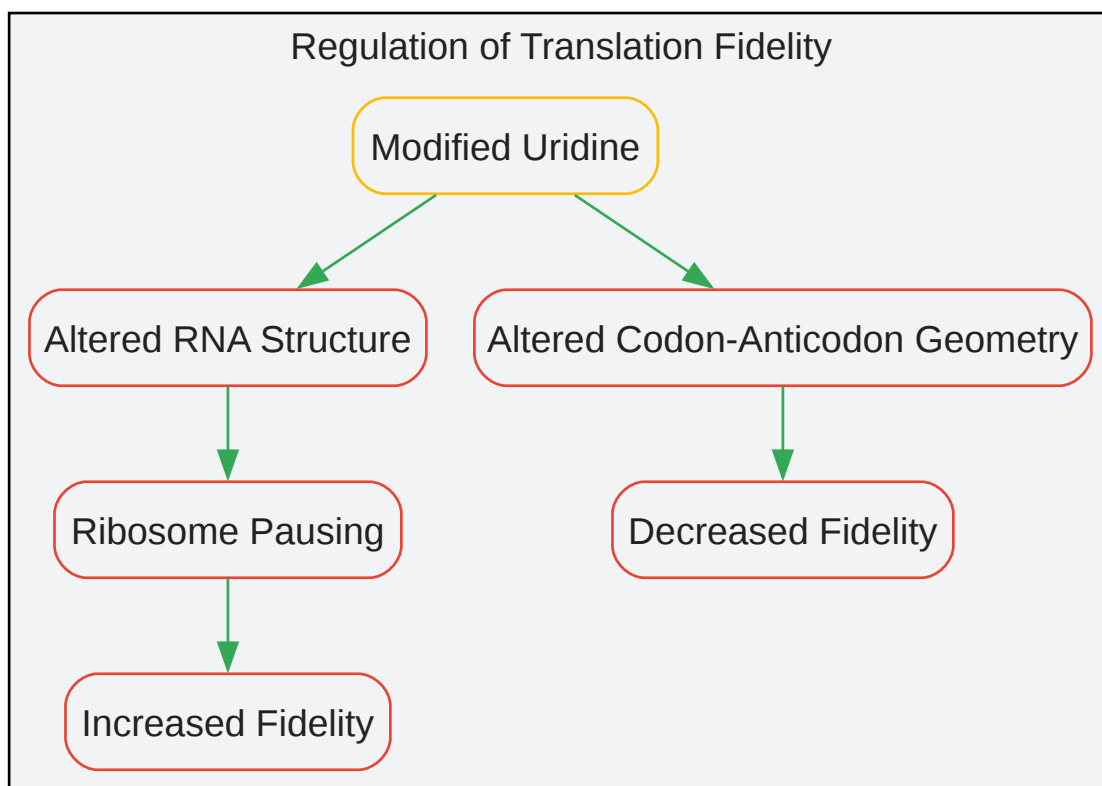 Regulation of Translation Fidelity
Modified Uridine
Altered RNA Structure
Altered Codon-Anticodon Geometry
Ribosome Pausing
Decreased Fidelity
Increased Fidelity